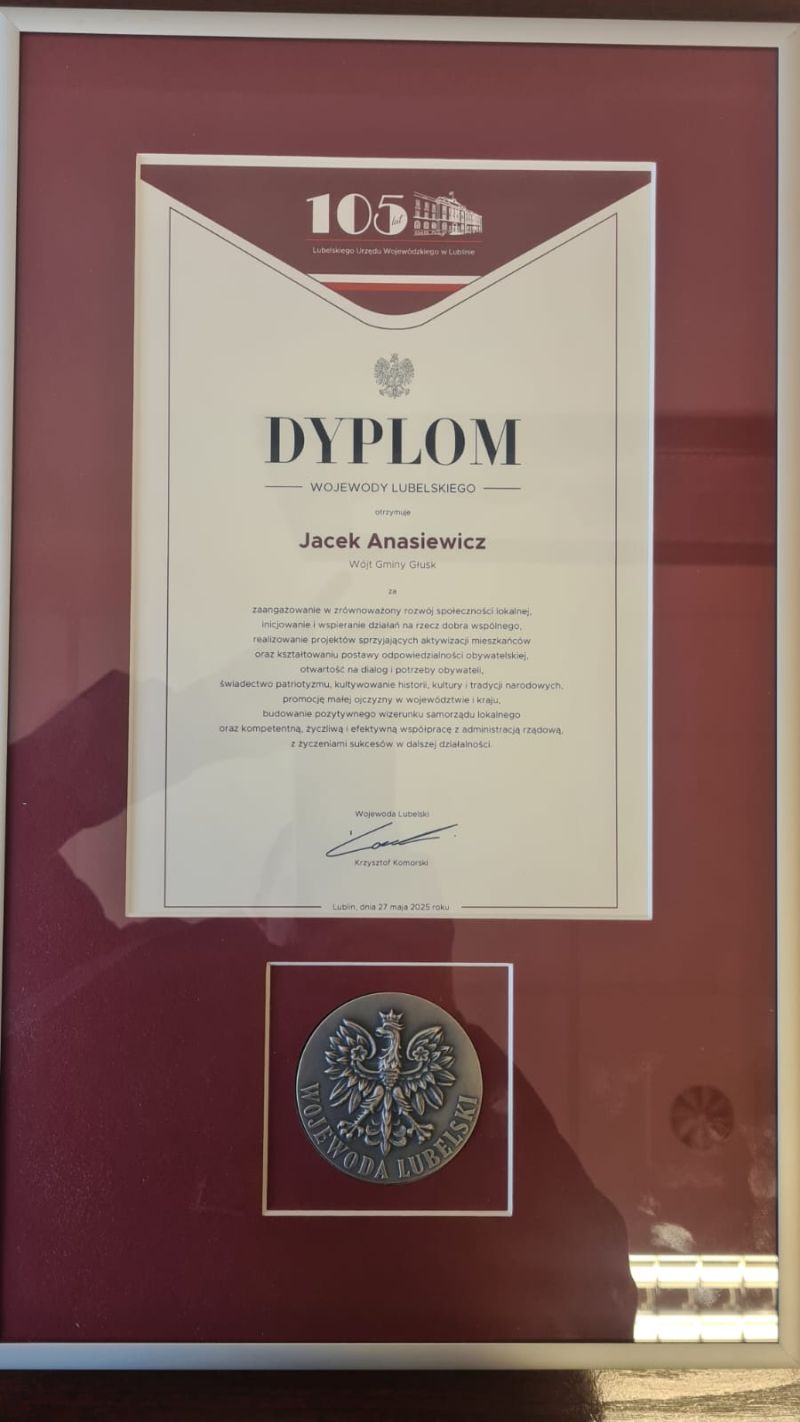 105 lat
Lubelskiego Urzędu Wojewódzkiego w Lublinie
DYPLOM
WOJEWODY LUBELSKIEGO
otrzymuje
Jacek Anasiewicz
Wójt Gminy Głusk
za
zaangażowanie w zrównoważony rozwój społeczności lokalnej,
inicjowanie i wspieranie działań na rzecz dobra wspólnego,
realizowanie projektów sprzyjających aktywizacji mieszkańców
oraz kształtowaniu postawy odpowiedzialności obywatelskiej,
otwartość na dialog i potrzeby obywateli,
świadectwo patriotyzmu, kultywowanie historii, kultury i tradycji narodowych,
promocję małej ojczyzny w województwie i kraju,
budowanie pozytywnego wizerunku samorządu lokalnego
oraz kompetentną, życzliwą i efektywną współpracę z administracją rządową,
z życzeniami sukcesów w dalszej działalności.
Wojewoda Lubelski
Krzysztof Komorski
Lublin, dnia 27 maja 2025 roku
WOJEWODA LUBELSKI